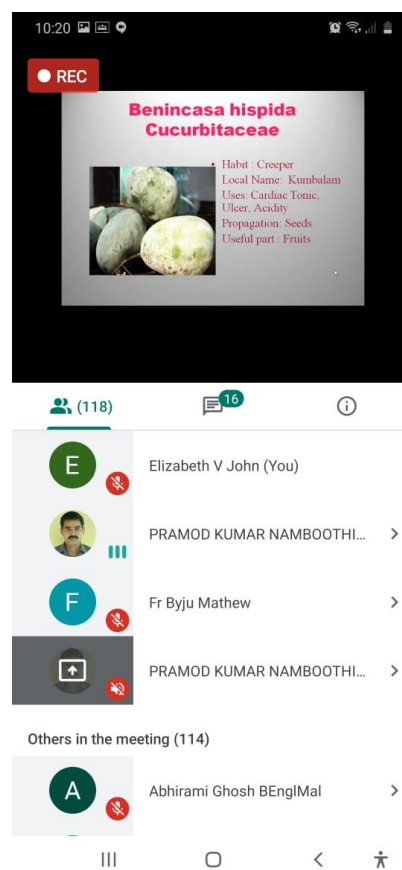 10:20
REC
Benincasa hispida
Cucurbitaceae
• Habit : Creeper
Local Name: Kumbalam
Uses: Cardiac Tonic,
Ulcer, Acidity
Propagation: Seeds
Useful part : Fruits
(118)
16
E
Elizabeth V John (You)
PRAMOD KUMAR NAMBOOTHI...
F
Fr Byju Mathew
PRAMOD KUMAR NAMBOOTHI...
Others in the meeting (114)
A
Abhirami Ghosh BEnglMal